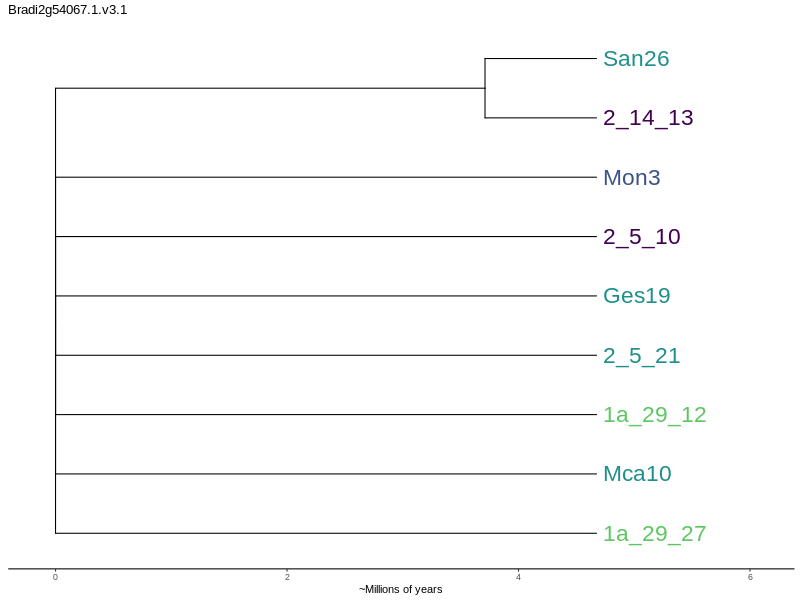 Bradi2g54067.1.v3.1
San26
2_14_13
Mon3
2_5_10
Ges19
2_5_21
1a_29_12
Mca10
1a_29_27
0 2 4 6
~Millions of years